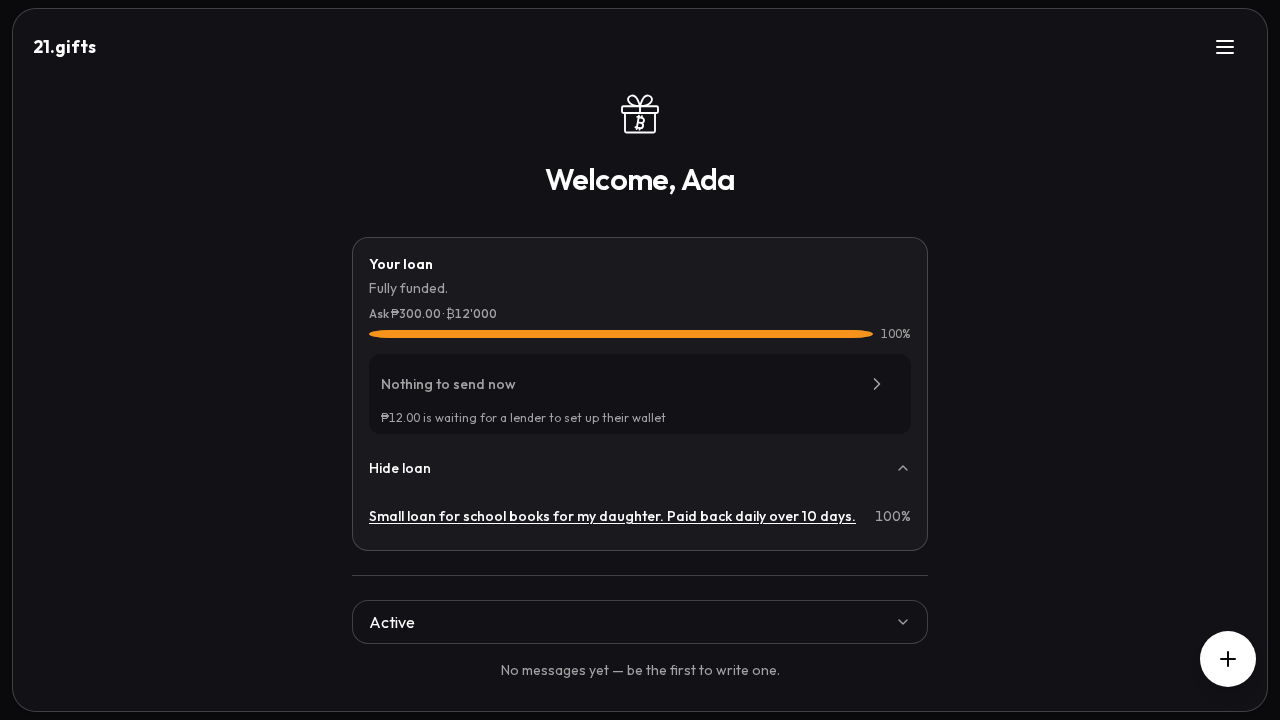 21.gifts
Welcome, Ada
Your loan
Fully funded.
Ask ₱300.00 · ₿12'000
100%
Nothing to send now
₱12.00 is waiting for a lender to set up their wallet
Hide loan
Small loan for school books for my daughter. Paid back daily over 10 days. 100%
Active
No messages yet — be the first to write one.